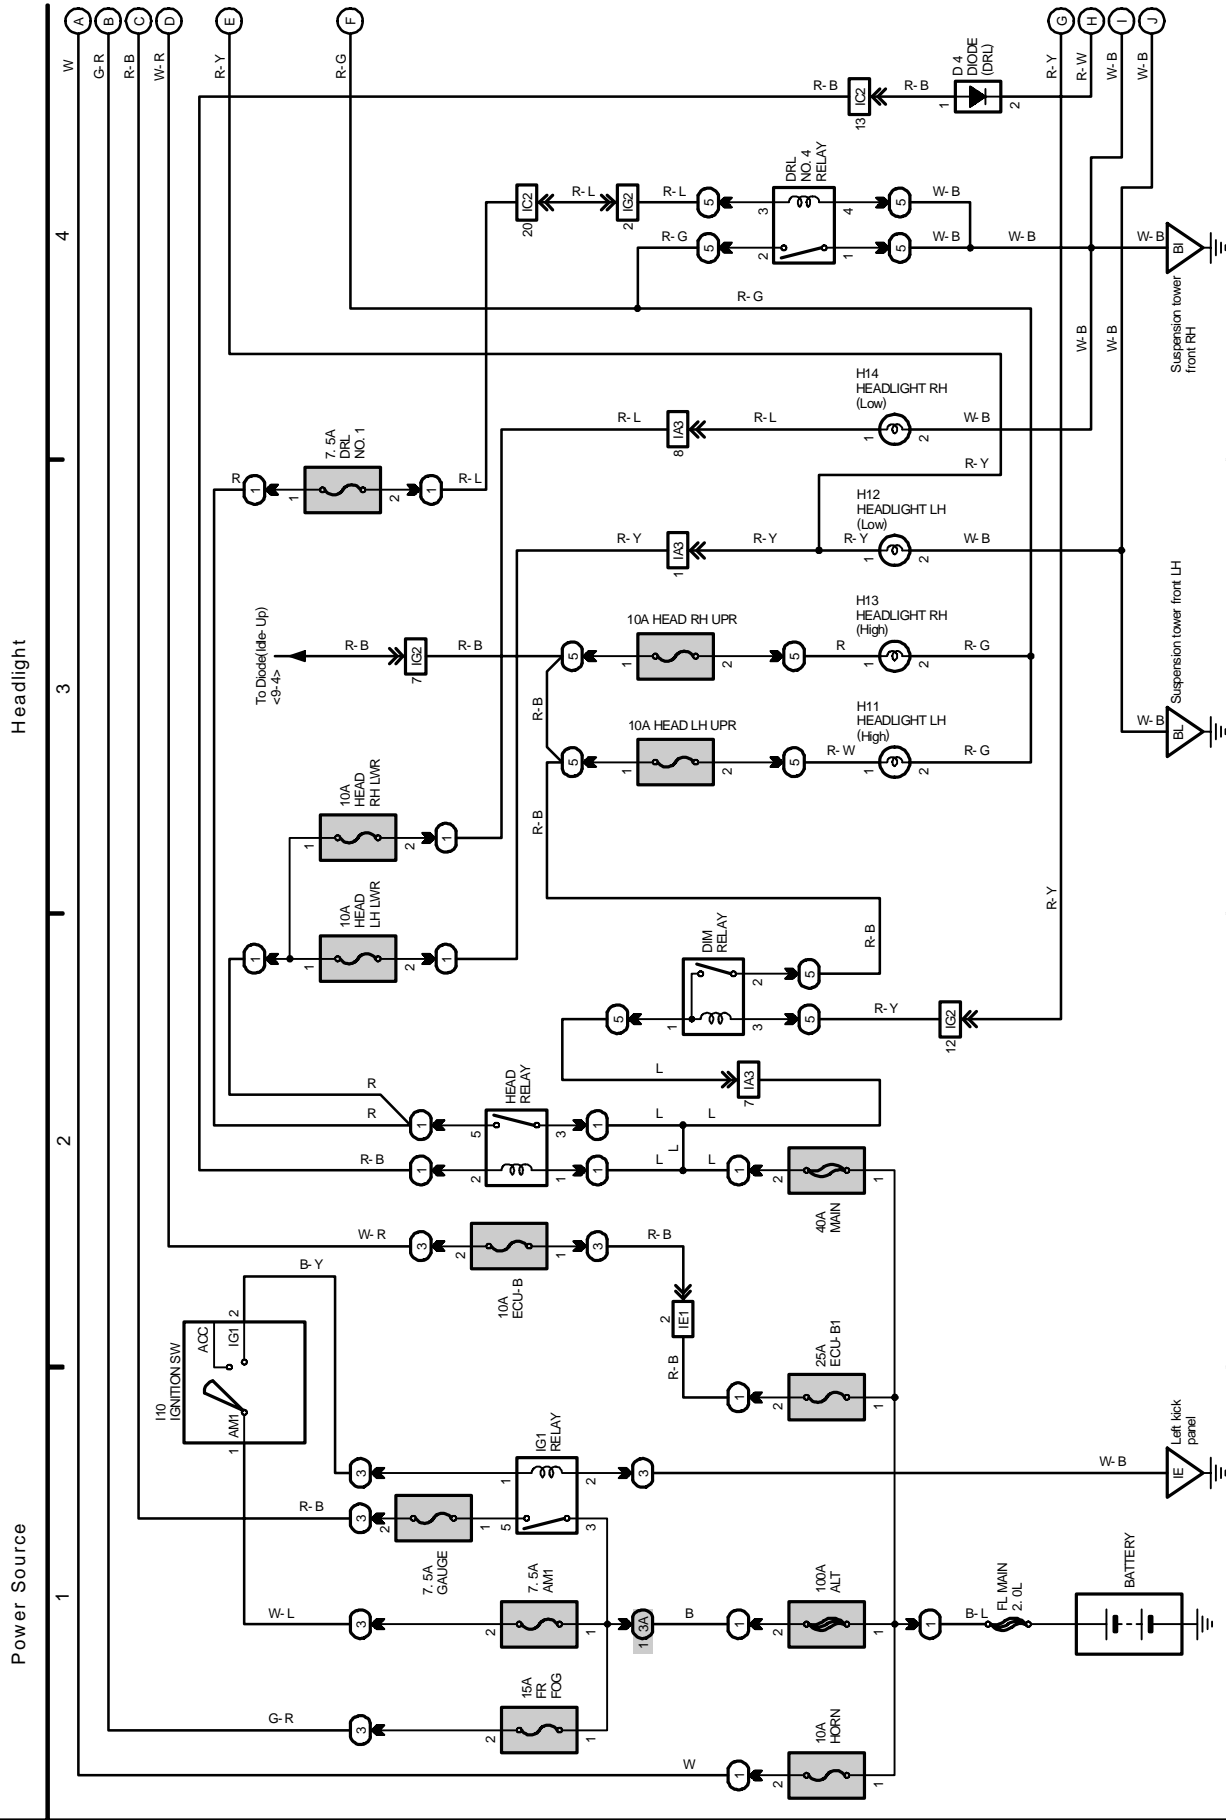 Power Source
Headlight
1
2
3
4
W
A
G-R
B
R-B
C
W-R
D
R-Y
E
R-G
F
R-Y
G
R-W
H
W-B
I
W-B
J
I10
IGNITION SW
AM1
ACC
IG1
1
2
W-L
B-Y
G-R
R-B
3
3
3
3
15A
FR
FOG
2
1
7.5A
AM1
2
1
7.5A
GAUGE
2
1
IG1
RELAY
5
3
1
2
3
1
3A
B
W
1
1
10A
HORN
2
1
100A
ALT
2
1
1
B-L
FL MAIN
2.0L
BATTERY
W-B
IE
Left kick
panel
W-R
3
10A
ECU-B
2
1
3
R-B
2
IE1
R-B
1
25A
ECU-B1
2
1
R-B
R
R
1
1
HEAD
RELAY
2
5
1
3
1
1
L
L
L
L
1
40A
MAIN
2
1
L
7
IA3
5
DIM
RELAY
1
2
3
5
5
R-B
R-Y
12
IG2
R-Y
1
10A
HEAD
LH LWR
1
2
1
10A
HEAD
RH LWR
1
2
1
To Diode(Idle-Up)
<9-4>
R-B
7
IG2
R-B
R-B
R-B
5
5
10A HEAD LH UPR
1
2
5
R-W
H11
HEADLIGHT LH
(High)
1
2
R-G
10A HEAD RH UPR
1
2
5
R
H13
HEADLIGHT RH
(High)
1
2
R-G
W-B
BL
Suspension tower front LH
R
1
7.5A
DRL
NO. 1
1
2
1
R-L
R-Y
1
IA3
R-Y
R-Y
R-Y
H12
HEADLIGHT LH
(Low)
1
2
W-B
R-L
8
IA3
R-L
H14
HEADLIGHT RH
(Low)
1
2
W-B
W-B
W-B
R-G
20
IC2
R-L
2
IG2
R-L
R-G
5
5
DRL
NO. 4
RELAY
3
4
2
1
5
5
W-B
W-B
W-B
W-B
BI
Suspension tower
front RH
R-B
13
IC2
R-B
D 4
DIODE
(DRL)
1
2